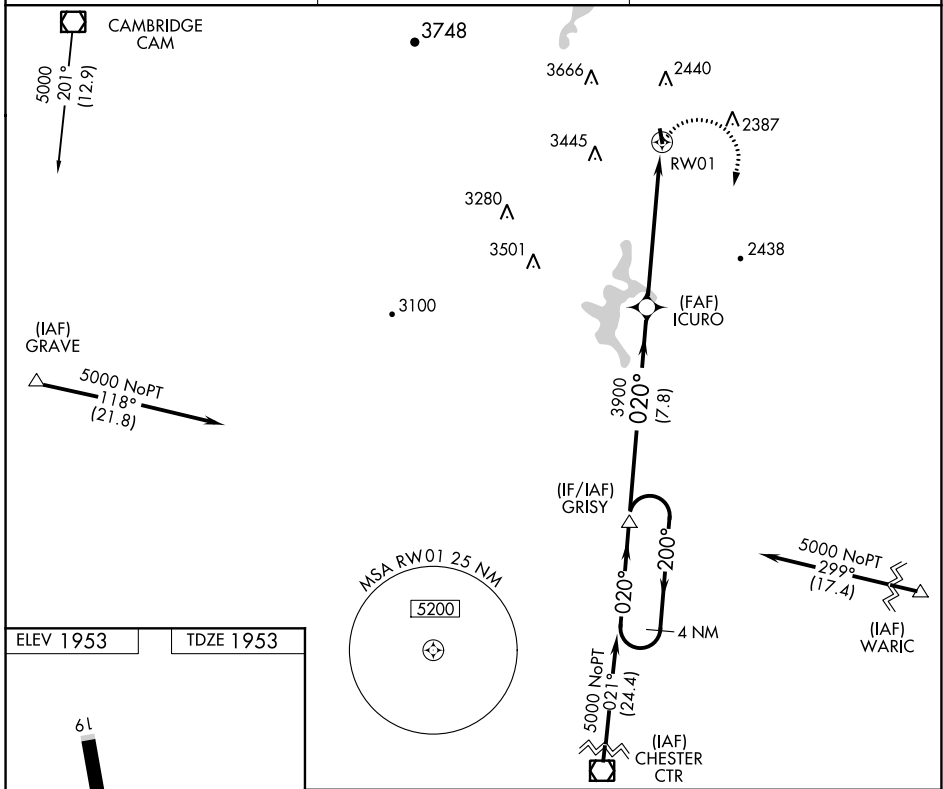 CAMBRIDGE
CAM
5000
201°
(12.9)
3748
3666
2440
2387
3445
RW01
3280
3501
2438
3100
(FAF)
ICURO
(IAF)
GRAVE
5000 NoPT
118°
(21.8)
3900
020°
(7.8)
(IF/IAF)
GRISY
200°
020°
4 NM
5000 NoPT
299°
(17.4)
(IAF)
WARIC
MSA RW01 25 NM
5200
5000 NoPT
021°
(24.4)
(IAF)
CHESTER
CTR
ELEV 1953
TDZE 1953
19